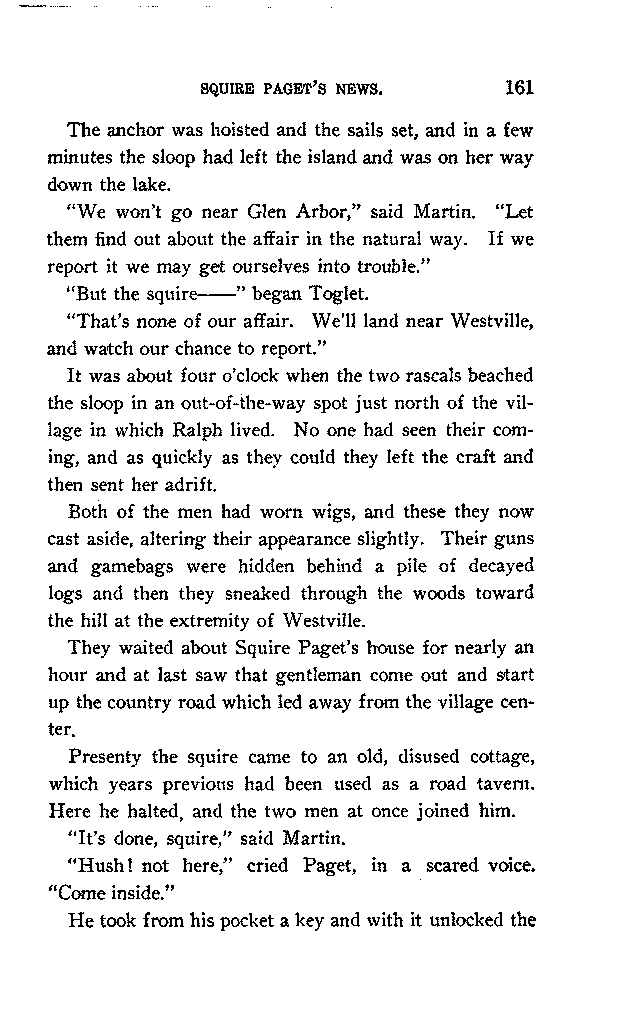 SQUIRE PAGET'S NEWS. 161
The anchor was hoisted and the sails set, and in a few
minutes the sloop had left the island and was on her way
down the lake.
"We won't go near Glen Arbor," said Martin. "Let
them find out about the affair in the natural way. If we
report it we may get ourselves into trouble."
"But the squire——" began Toglet.
"That's none of our affair. We'll land near Westville,
and watch our chance to report."
It was about four o'clock when the two rascals beached
the sloop in an out-of-the-way spot just north of the vil-
lage in which Ralph lived. No one had seen their com-
ing, and as quickly as they could they left the craft and
then sent her adrift.
Both of the men had worn wigs, and these they now
cast aside, altering their appearance slightly. Their guns
and gamebags were hidden behind a pile of decayed
logs and then they sneaked through the woods toward
the hill at the extremity of Westville.
They waited about Squire Paget's house for nearly an
hour and at last saw that gentleman come out and start
up the country road which led away from the village cen-
ter.
Presenty the squire came to an old, disused cottage,
which years previous had been used as a road tavern.
Here he halted, and the two men at once joined him.
"It's done, squire," said Martin.
"Hush! not here," cried Paget, in a scared voice.
"Come inside."
He took from his pocket a key and with it unlocked the